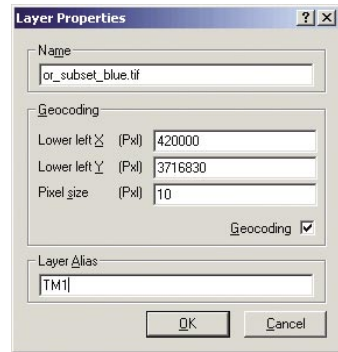 Layer Properties
Name
or_subset_blue.tif
Geocoding
Lower left X (Pxl) 420000
Lower left Y (Pxl) 3716830
Pixel size (Pxl) 10
Geocoding
Layer Alias
TM1
OK Cancel